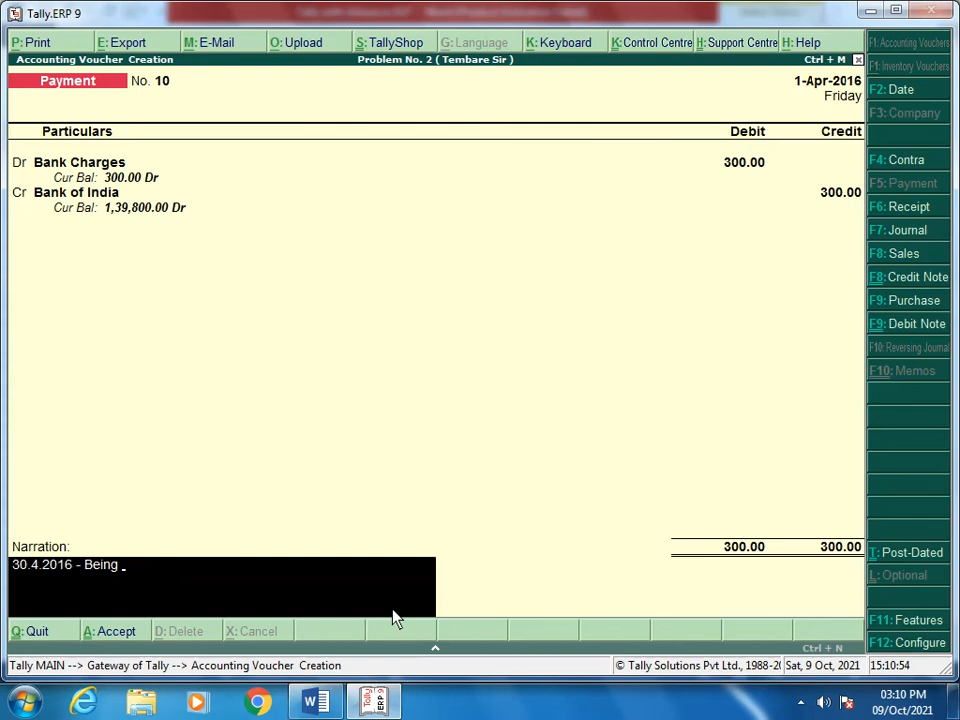 Tally.ERP 9
P: Print E: Export M: E-Mail O: Upload S: TallyShop G: Language K: Keyboard K: Control Centre H: Support Centre H: Help
Accounting Voucher Creation Problem No. 2 ( Tembare Sir ) Ctrl + M
Payment No. 10 1-Apr-2016
Friday
Particulars Debit Credit
Dr Bank Charges 300.00
Cur Bal: 300.00 Dr
Cr Bank of India 300.00
Cur Bal: 1,39,800.00 Dr
Narration: 300.00 300.00
30.4.2016 - Being _
Q: Quit A: Accept D: Delete X: Cancel
Ctrl + N
Tally MAIN --> Gateway of Tally --> Accounting Voucher Creation © Tally Solutions Pvt Ltd., 1988-20 Sat, 9 Oct, 2021 15:10:54
F1: Accounting Vouchers
F1: Inventory Vouchers
F2: Date
F3: Company
F4: Contra
F5: Payment
F6: Receipt
F7: Journal
F8: Sales
F8: Credit Note
F9: Purchase
F9: Debit Note
F10: Reversing Journal
F10: Memos
T: Post-Dated
L: Optional
F11: Features
F12: Configure
Tally ERP 9
03:10 PM
09/Oct/2021